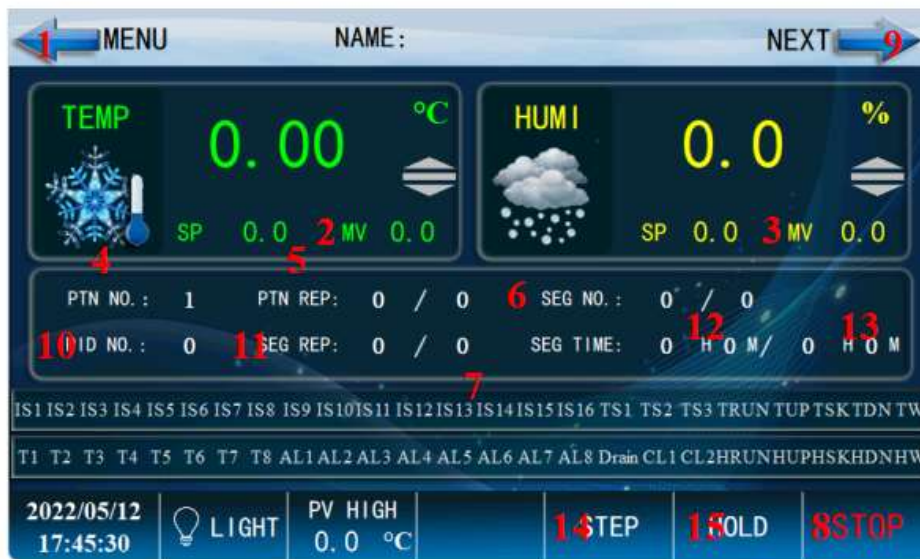 1 MENU NAME: NEXT 9
TEMP 0.00 °C HUMI 0.0 %
SP 0.0 2 MV 0.0 SP 0.0 3 MV 0.0
4 5
PTN NO.: 1 PTN REP: 0 / 0 6 SEG NO.: 0 / 0
10 PID NO.: 0 11 SEG REP: 0 / 0 SEG TIME: 0 12 H 0 M/ 0 13 H 0 M
7
IS1 IS2 IS3 IS4 IS5 IS6 IS7 IS8 IS9 IS10 IS11 IS12 IS13 IS14 IS15 IS16 TS1 TS2 TS3 TRUN TUP TSK TDN TW
T1 T2 T3 T4 T5 T6 T7 T8 AL1 AL2 AL3 AL4 AL5 AL6 AL7 AL8 Drain CL1 CL2 HRUN HUP HSK HDN HW
2022/05/12
17:45:30
LIGHT
PV HIGH
0.0 °C
14 STEP 15 HOLD 8 STOP